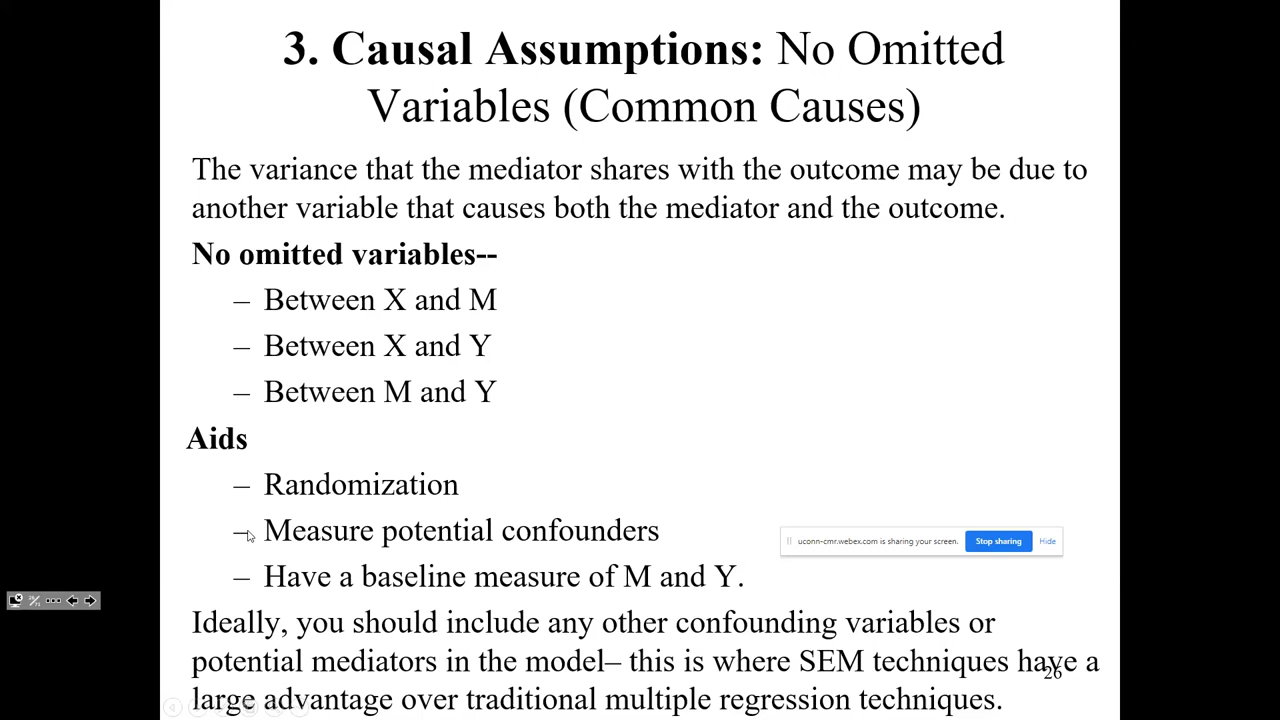 3. Causal Assumptions: No Omitted
Variables (Common Causes)
The variance that the mediator shares with the outcome may be due to
another variable that causes both the mediator and the outcome.
No omitted variables--
– Between X and M
– Between X and Y
– Between M and Y
Aids
– Randomization
– Measure potential confounders
uconn-cmr.webex.com is sharing your screen. Stop sharing Hide
– Have a baseline measure of M and Y.
Ideally, you should include any other confounding variables or
potential mediators in the model– this is where SEM techniques have a
26
large advantage over traditional multiple regression techniques.